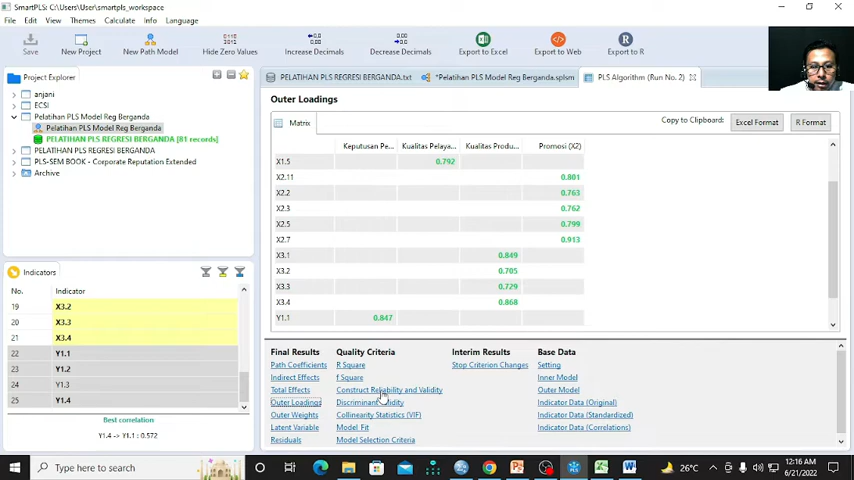 SmartPLS: C:\Users\User\smartpls_workspace
File Edit View Themes Calculate Info Language
Save New Project New Path Model Hide Zero Values Increase Decimals Decrease Decimals Export to Excel Export to Web Export to R
Project Explorer
anjani
ECSI
Pelatihan PLS Model Reg Berganda
Pelatihan PLS Model Reg Berganda
PELATIHAN PLS REGRESI BERGANDA [81 records]
PELATIHAN PLS REGRESI BERGANDA
PLS-SEM BOOK - Corporate Reputation Extended
Archive
Indicators
No. Indicator
19 X3.2
20 X3.3
21 X3.4
22 Y1.1
23 Y1.2
24 Y1.3
25 Y1.4
Best correlation
Y1.4 -> Y1.1 : 0.572
PELATIHAN PLS REGRESI BERGANDA.txt *Pelatihan PLS Model Reg Berganda.splsm PLS Algorithm (Run No. 2)
Outer Loadings
Matrix Copy to Clipboard: Excel Format R Format
Keputusan Pe... Kualitas Pelaya... Kualitas Produ... Promosi (X2)
X1.5 0.792
X2.11 0.801
X2.2 0.763
X2.3 0.762
X2.5 0.799
X2.7 0.913
X3.1 0.849
X3.2 0.705
X3.3 0.729
X3.4 0.868
Y1.1 0.847
Final Results Quality Criteria Interim Results Base Data
Path Coefficients R Square Stop Criterion Changes Setting
Indirect Effects f Square Inner Model
Total Effects Construct Reliability and Validity Outer Model
Outer Loadings Discriminant Validity Indicator Data (Original)
Outer Weights Collinearity Statistics (VIF) Indicator Data (Standardized)
Latent Variable Model Fit Indicator Data (Correlations)
Residuals Model Selection Criteria
Type here to search 26°C 12:16 AM
6/21/2022